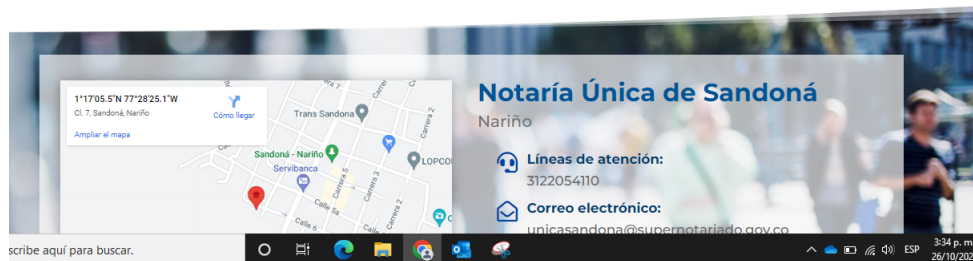 1°17'05.5"N 77°28'25.1"W
Cl. 7, Sandoná, Nariño
Cómo llegar
Ampliar el mapa
Trans Sandona
Carrera 2
Sandoná - Nariño
Servibanca
Carrera 5
Carrera 3
Calle 5a
Carrera 2
Calle 6
Notaría Única de Sandoná
Nariño
Líneas de atención:
3122054110
Correo electrónico:
unicasandona@supernotariado.gov.co
scribe aquí para buscar.
ESP
3:34 p. m
26/10/202